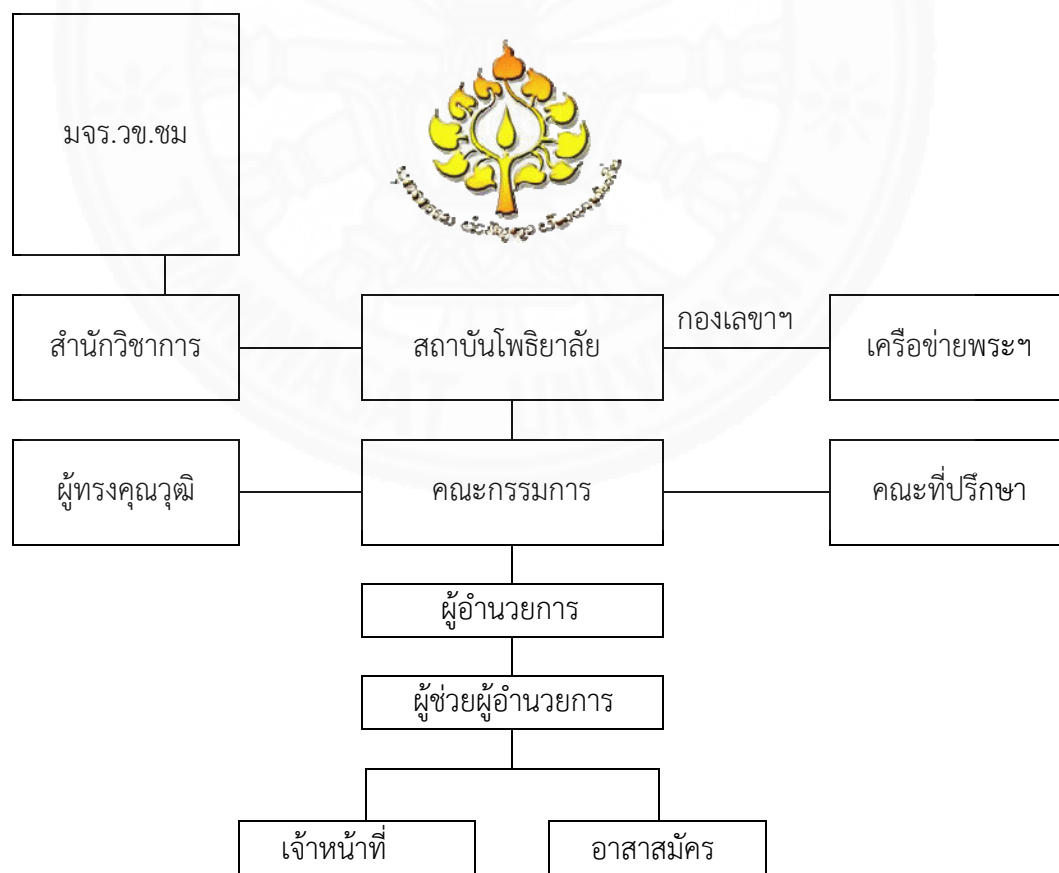 มจร.วข.ชม
สำนักวิชาการ
สถาบันโพธิยาลัย
กองเลขาฯ
เครือข่ายพระฯ
ผู้ทรงคุณวุฒิ
คณะกรรมการ
คณะที่ปรึกษา
ผู้อำนวยการ
ผู้ช่วยผู้อำนวยการ
เจ้าหน้าที่
อาสาสมัคร
THAMMASAT UNIVERSITY